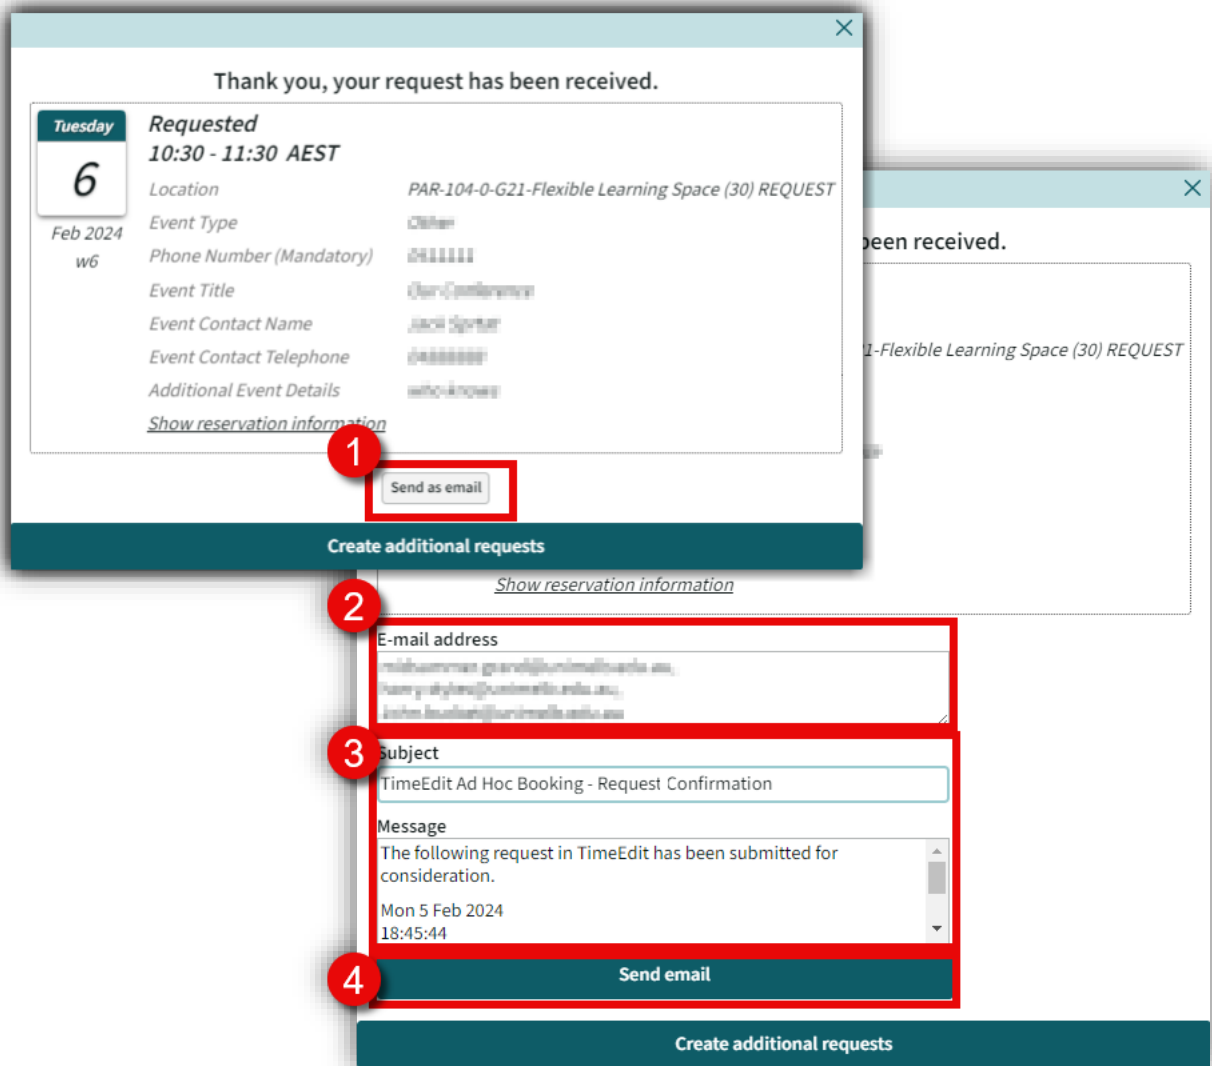 Thank you, your request has been received.
Tuesday
6
Feb 2024
w6
Requested
10:30 - 11:30 AEST
Location PAR-104-0-G21-Flexible Learning Space (30) REQUEST
Event Type
Phone Number (Mandatory)
Event Title
Event Contact Name
Event Contact Telephone
Additional Event Details
Show reservation information
1
Send as email
Create additional requests
been received.
1-Flexible Learning Space (30) REQUEST
Show reservation information
2
E-mail address
3
Subject
TimeEdit Ad Hoc Booking - Request Confirmation
Message
The following request in TimeEdit has been submitted for
consideration.
Mon 5 Feb 2024
18:45:44
4
Send email
Create additional requests